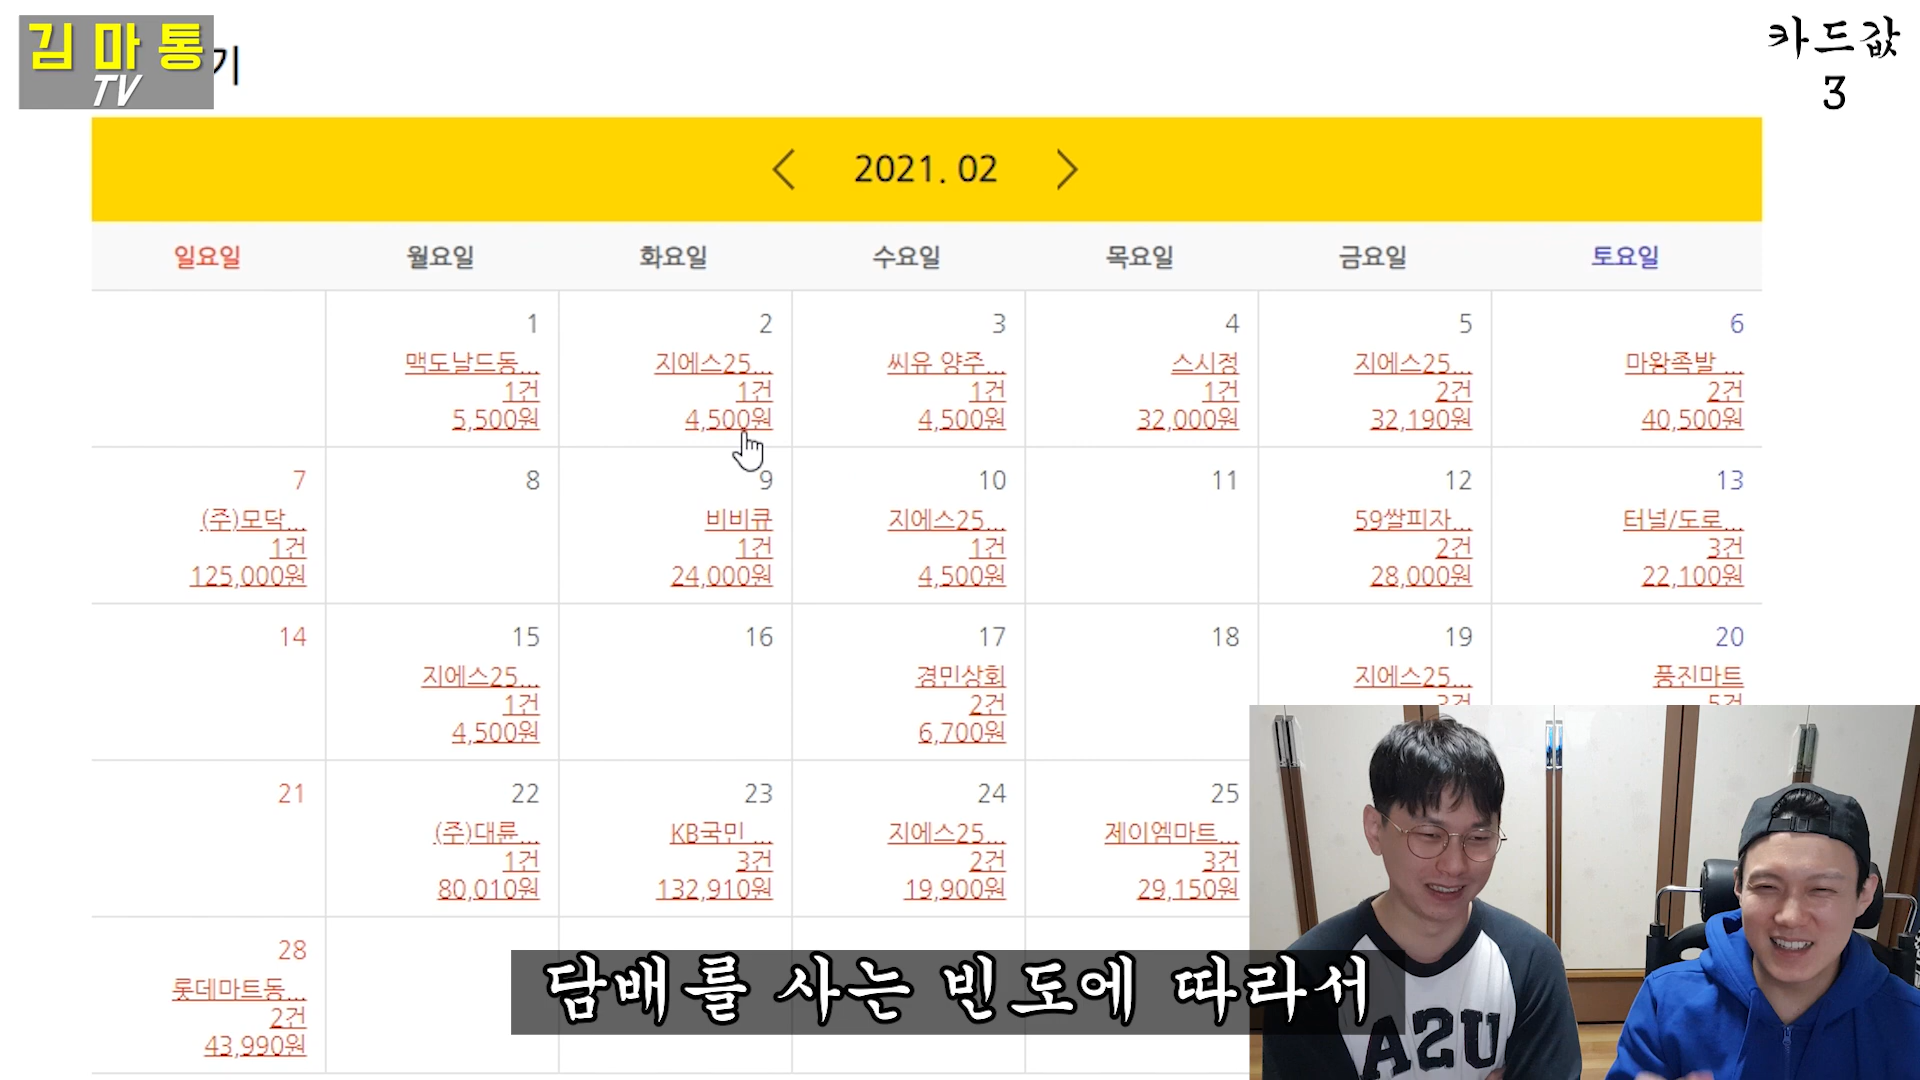 김마통
TV
기
카드값
3
2021. 02
일요일 월요일 화요일 수요일 목요일 금요일 토요일
1 2 3 4 5 6
맥도날드동... 지에스25... 씨유 양주... 스시정 지에스25... 마왕족발 ...
1건 1건 1건 1건 2건 2건
5,500원 4,500원 4,500원 32,000원 32,190원 40,500원
7 8 9 10 11 12 13
(주)모닥... 비비큐 지에스25... 59쌀피자... 터널/도로...
1건 1건 1건 2건 3건
125,000원 24,000원 4,500원 28,000원 22,100원
14 15 16 17 18 19 20
지에스25... 경민상회 지에스25... 풍진마트
1건 2건 3건 5건
4,500원 6,700원
21 22 23 24 25
(주)대륜... KB국민 ... 지에스25... 제이엠마트...
1건 3건 2건 3건
80,010원 132,910원 19,900원 29,150원
28
롯데마트동...
2건
43,990원
담배를 사는 빈도에 따라서
ASU